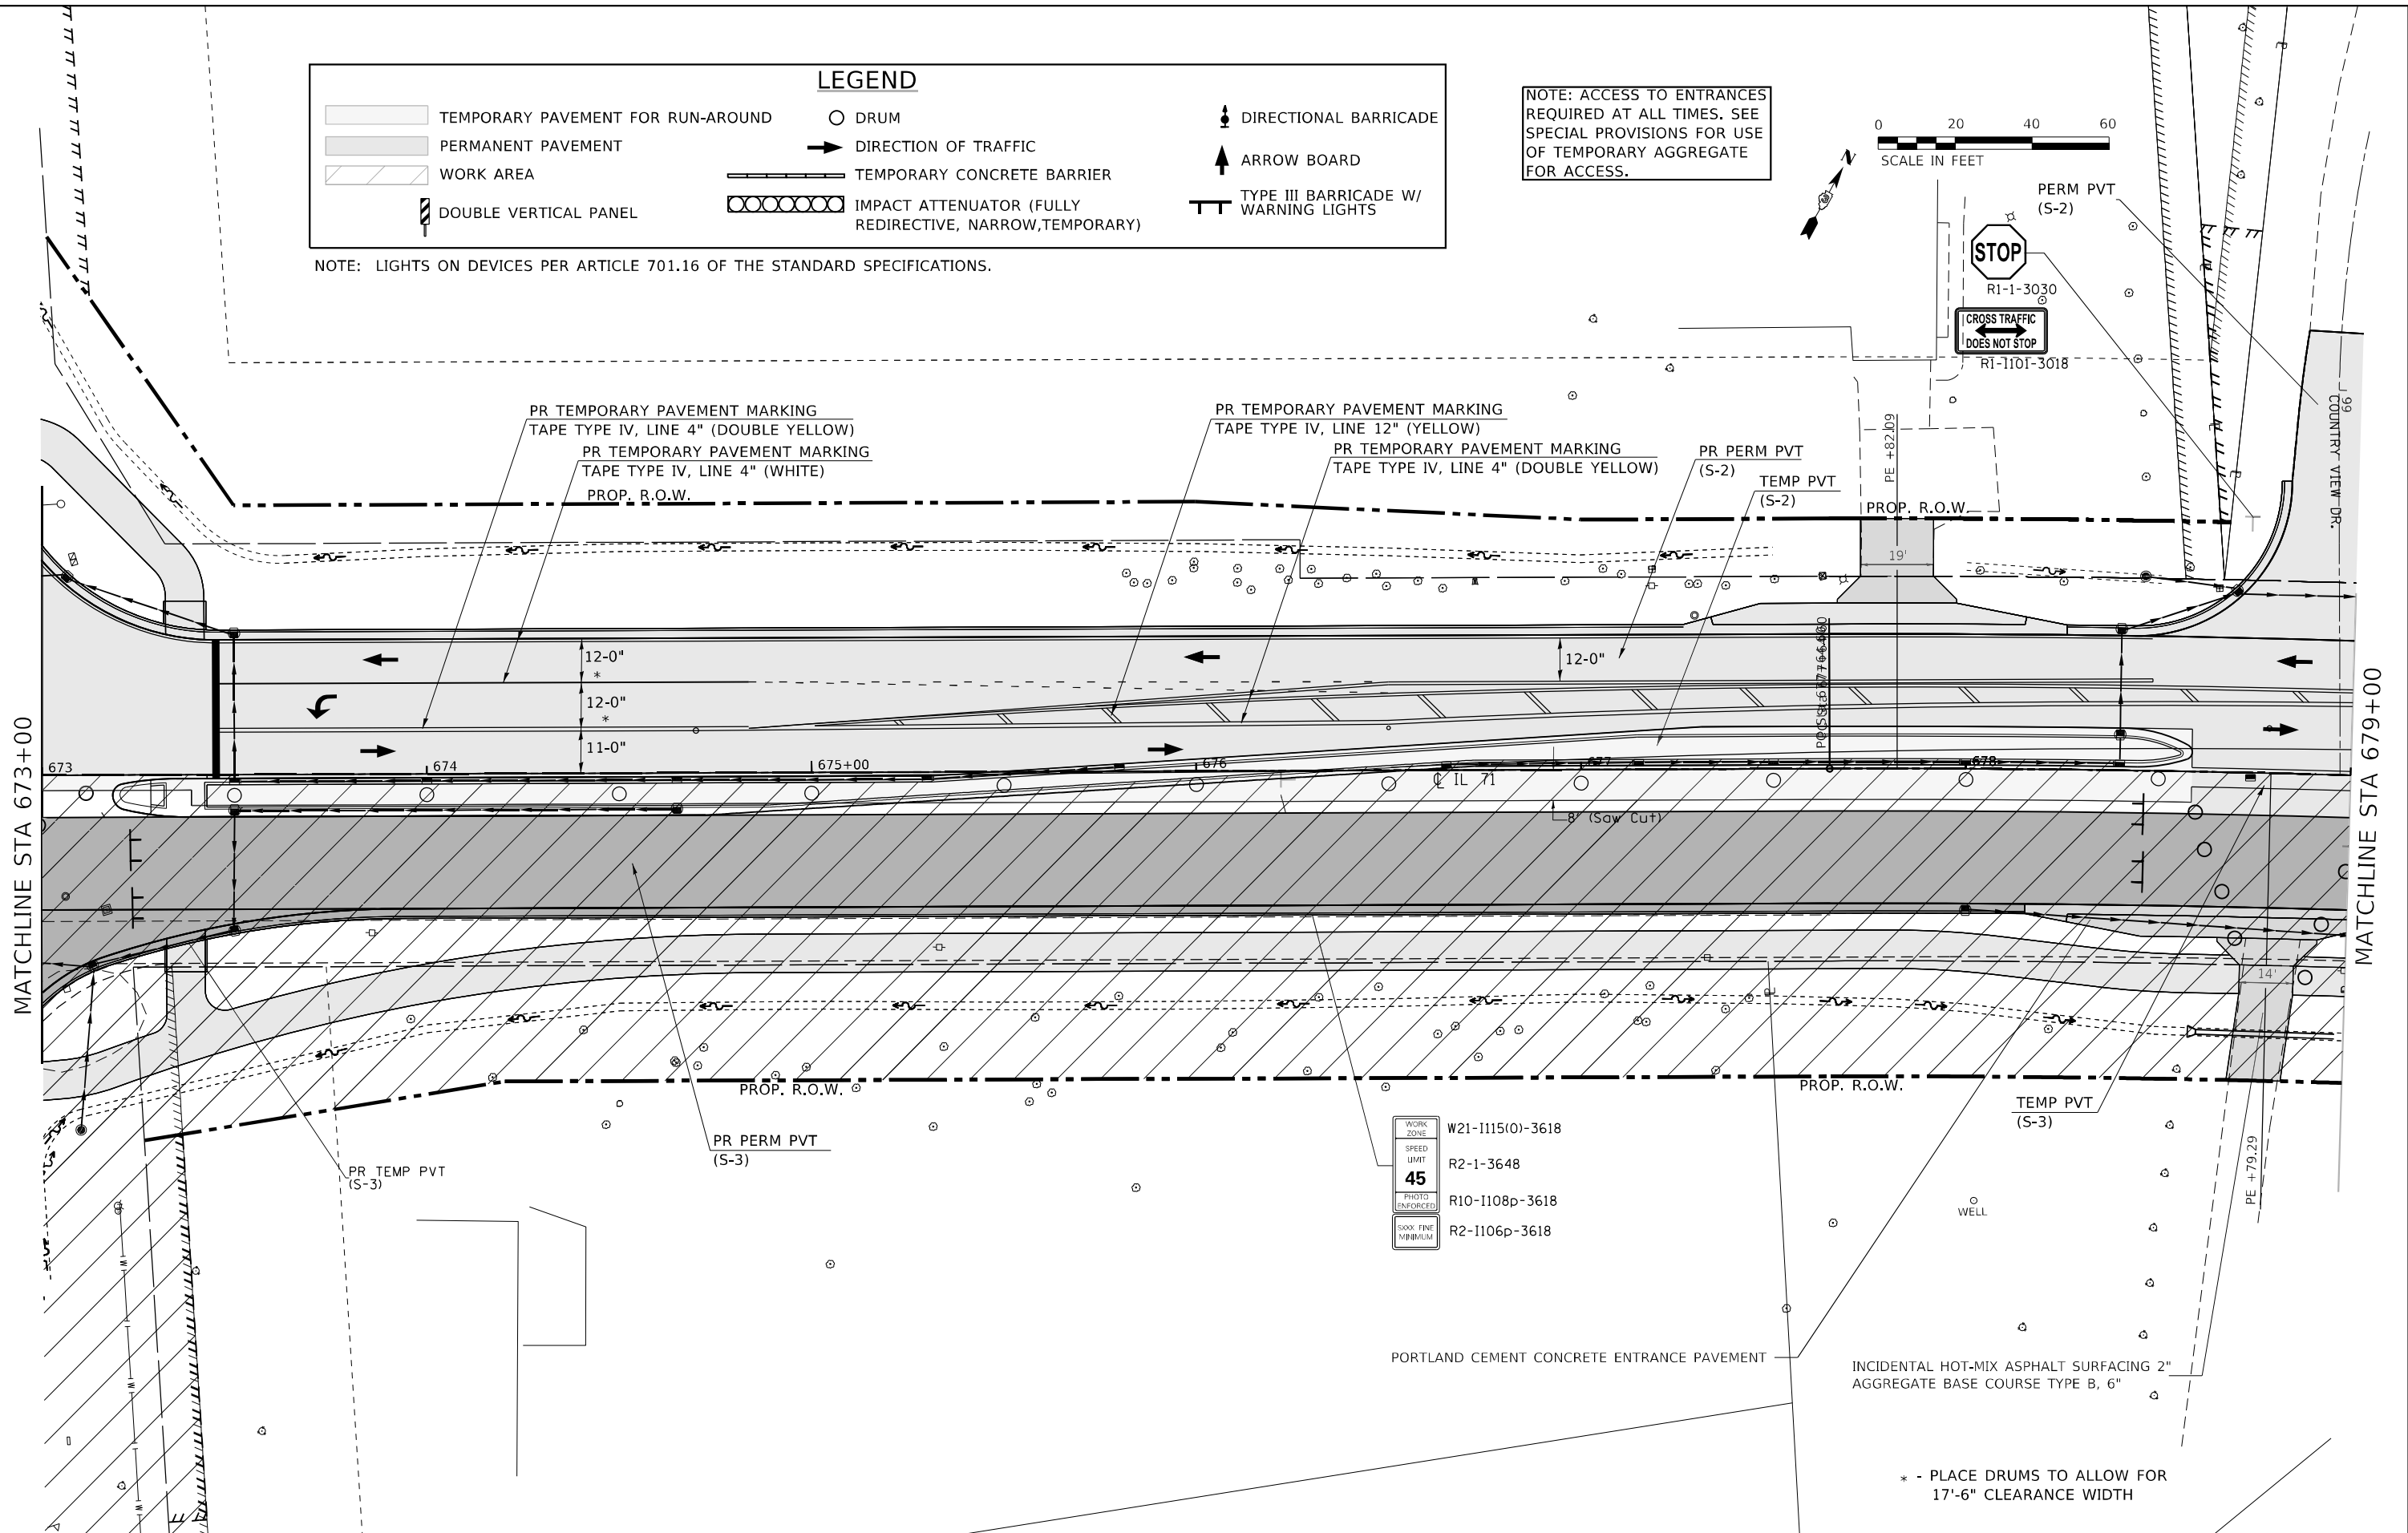 LEGEND
TEMPORARY PAVEMENT FOR RUN-AROUND
PERMANENT PAVEMENT
WORK AREA
DOUBLE VERTICAL PANEL
DRUM
DIRECTION OF TRAFFIC
TEMPORARY CONCRETE BARRIER
IMPACT ATTENUATOR (FULLY
REDIRECTIVE, NARROW,TEMPORARY)
DIRECTIONAL BARRICADE
ARROW BOARD
TYPE III BARRICADE W/
WARNING LIGHTS
NOTE: LIGHTS ON DEVICES PER ARTICLE 701.16 OF THE STANDARD SPECIFICATIONS.
NOTE: ACCESS TO ENTRANCES
REQUIRED AT ALL TIMES. SEE
SPECIAL PROVISIONS FOR USE
OF TEMPORARY AGGREGATE
FOR ACCESS.
N
0 20 40 60
SCALE IN FEET
PERM PVT
(S-2)
STOP
R1-1-3030
CROSS TRAFFIC
DOES NOT STOP
R1-I101-3018
PR TEMPORARY PAVEMENT MARKING
TAPE TYPE IV, LINE 4" (DOUBLE YELLOW)
PR TEMPORARY PAVEMENT MARKING
TAPE TYPE IV, LINE 4" (WHITE)
PROP. R.O.W.
PR TEMPORARY PAVEMENT MARKING
TAPE TYPE IV, LINE 12" (YELLOW)
PR TEMPORARY PAVEMENT MARKING
TAPE TYPE IV, LINE 4" (DOUBLE YELLOW)
PR PERM PVT
(S-2)
TEMP PVT
(S-2)
PE +82.09
PROP. R.O.W.
19'
COUNTRY VIEW DR.
66
12-0"
*
12-0"
*
11-0"
12-0"
673
674
675+00
676
677
678
℄ IL 71
8' (Saw Cut)
MATCHLINE STA 673+00
MATCHLINE STA 679+00
14'
PROP. R.O.W.
PROP. R.O.W.
PR TEMP PVT
(S-3)
PR PERM PVT
(S-3)
WORK
ZONE
SPEED
LIMIT
45
PHOTO
ENFORCED
$XXX FINE
MINIMUM
W21-I115(0)-3618
R2-1-3648
R10-I108p-3618
R2-I106p-3618
TEMP PVT
(S-3)
PE +79.29
WELL
PORTLAND CEMENT CONCRETE ENTRANCE PAVEMENT
INCIDENTAL HOT-MIX ASPHALT SURFACING 2"
AGGREGATE BASE COURSE TYPE B, 6"
* - PLACE DRUMS TO ALLOW FOR
17'-6" CLEARANCE WIDTH